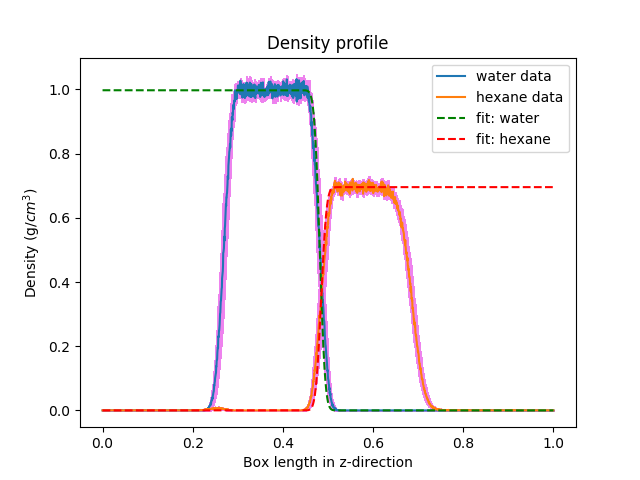 Density profile
water data
hexane data
fit: water
fit: hexane
Density (g/cm³)
1.0
0.8
0.6
0.4
0.2
0.0
0.0 0.2 0.4 0.6 0.8 1.0
Box length in z-direction